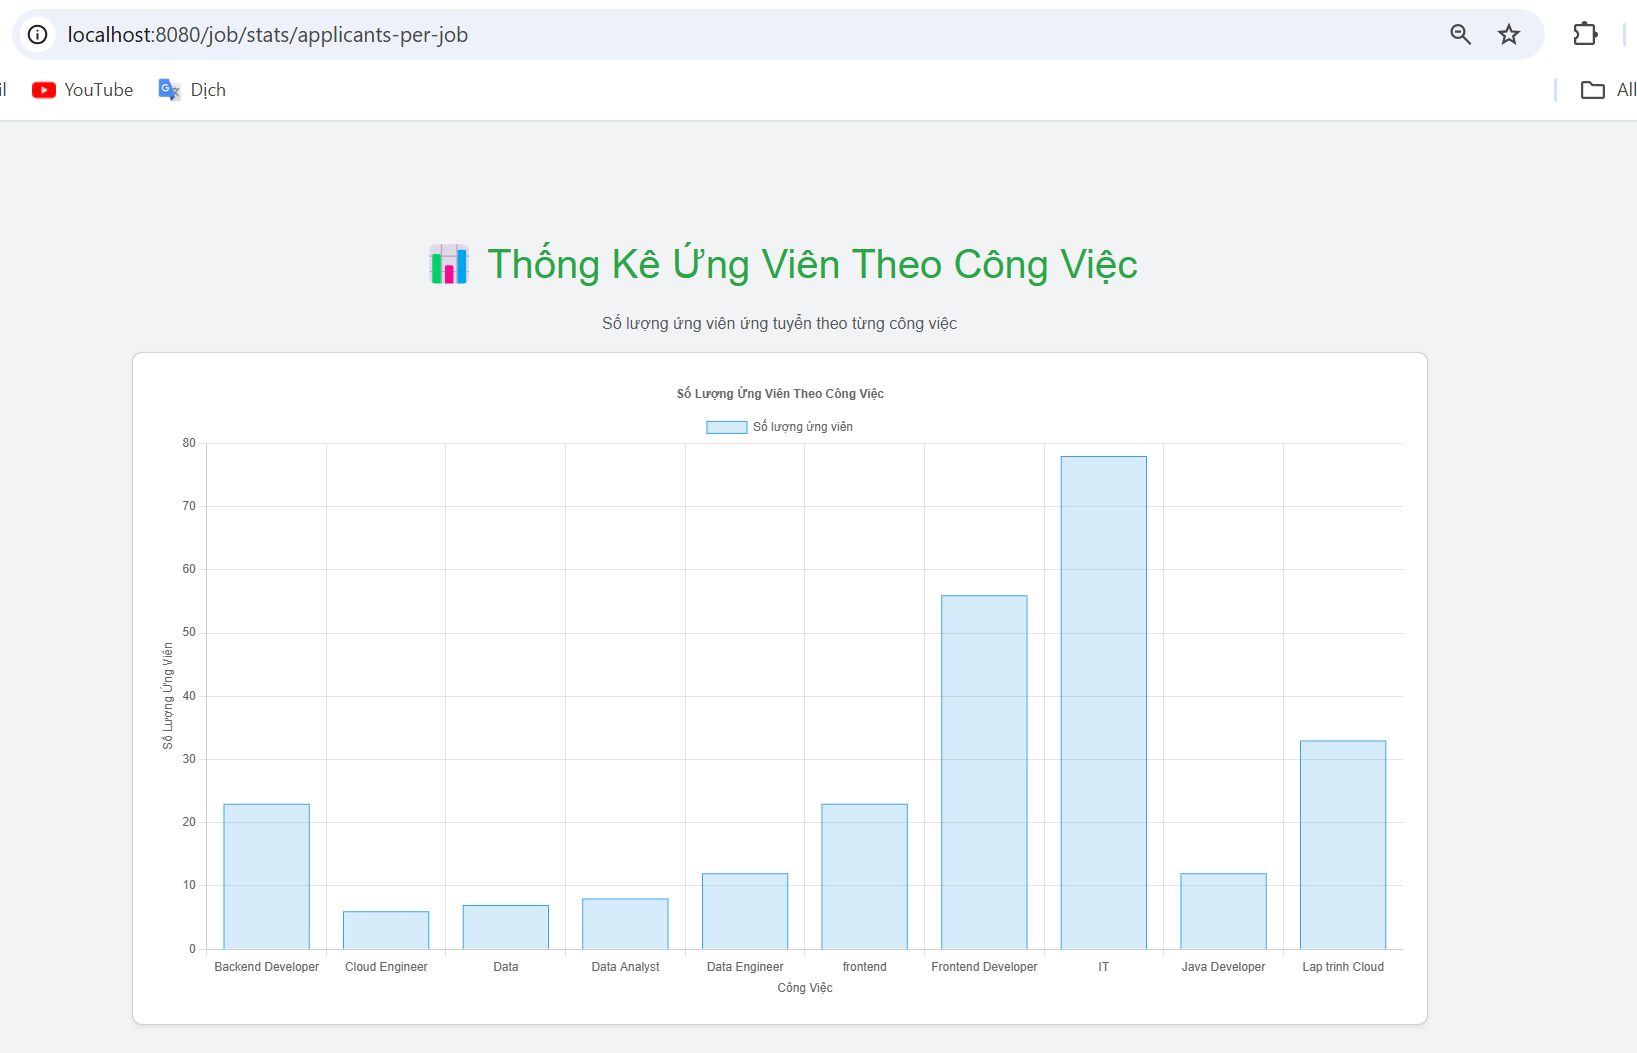 localhost:8080/job/stats/applicants-per-job
il YouTube Dịch All
Thống Kê Ứng Viên Theo Công Việc
Số lượng ứng viên ứng tuyển theo từng công việc
Số Lượng Ứng Viên Theo Công Việc
Số lượng ứng viên
80
70
60
50
40
30
20
10
0
Số Lượng Ứng Viên
Backend Developer Cloud Engineer Data Data Analyst Data Engineer frontend Frontend Developer IT Java Developer Lap trinh Cloud
Công Việc